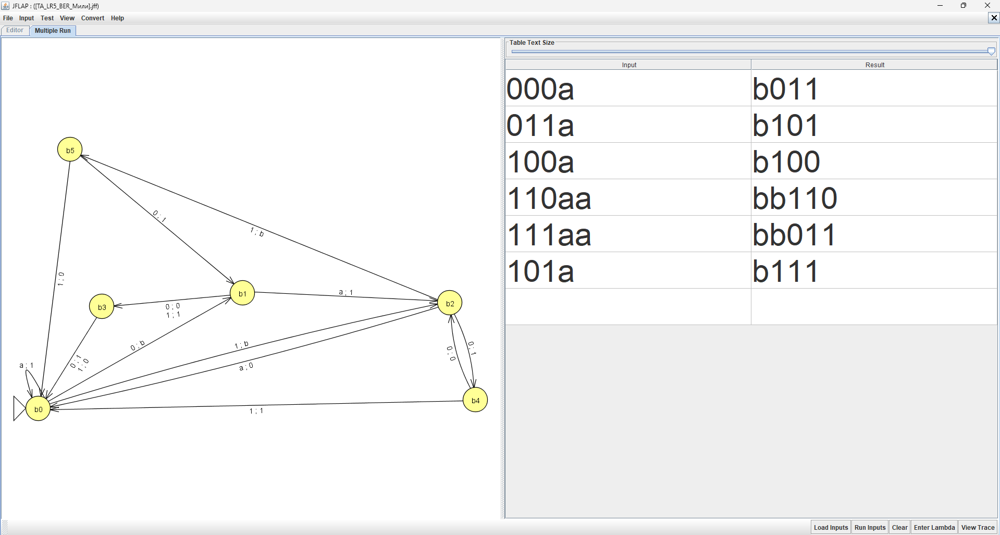 JFLAP : ([TA_LR5_BER_Мили].jff)
File Input Test View Convert Help
Editor Multiple Run
Table Text Size
Input Result
000a b011
011a b101
100a b100
110aa bb110
111aa bb011
101a b111
b5
0 ; 1
1 ; b
1 ; 0
b1
a ; 1
b2
b3
0 ; 0
1 ; 1
0 ; b
1 ; b
a ; 0
0 ; 1
1 ; 0
0 ; 0
0 ; 1
a ; 1
b0
b4
1 ; 1
Load Inputs Run Inputs Clear Enter Lambda View Trace